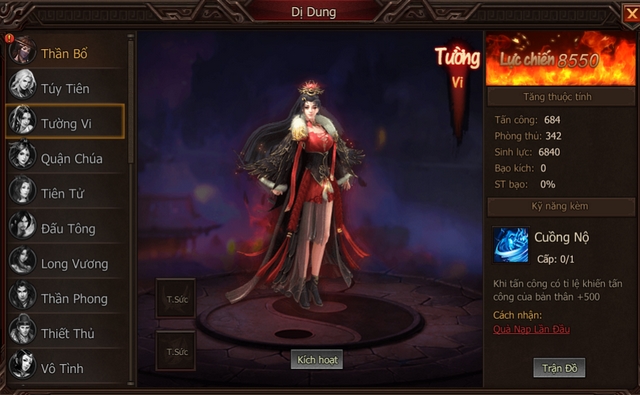 Dị Dung
Thần Bổ
Túy Tiên
Tường Vi
Quận Chúa
Tiên Tử
Đấu Tông
Long Vương
Thần Phong
Thiết Thủ
Vô Tình
Tường
Vi
T.Sức
T.Sức
Kích hoạt
Lực chiến 8550
Tăng thuộc tính
Tấn công: 684
Phòng thủ: 342
Sinh lực: 6840
Bạo kích: 0
ST bạo: 0%
Kỹ năng kèm
Cuồng Nộ
Cấp: 0/1
Khi tấn công có tỉ lệ khiến tấn
công của bản thân +500
Cách nhận:
Quà Nạp Lần Đầu
Trận Đồ